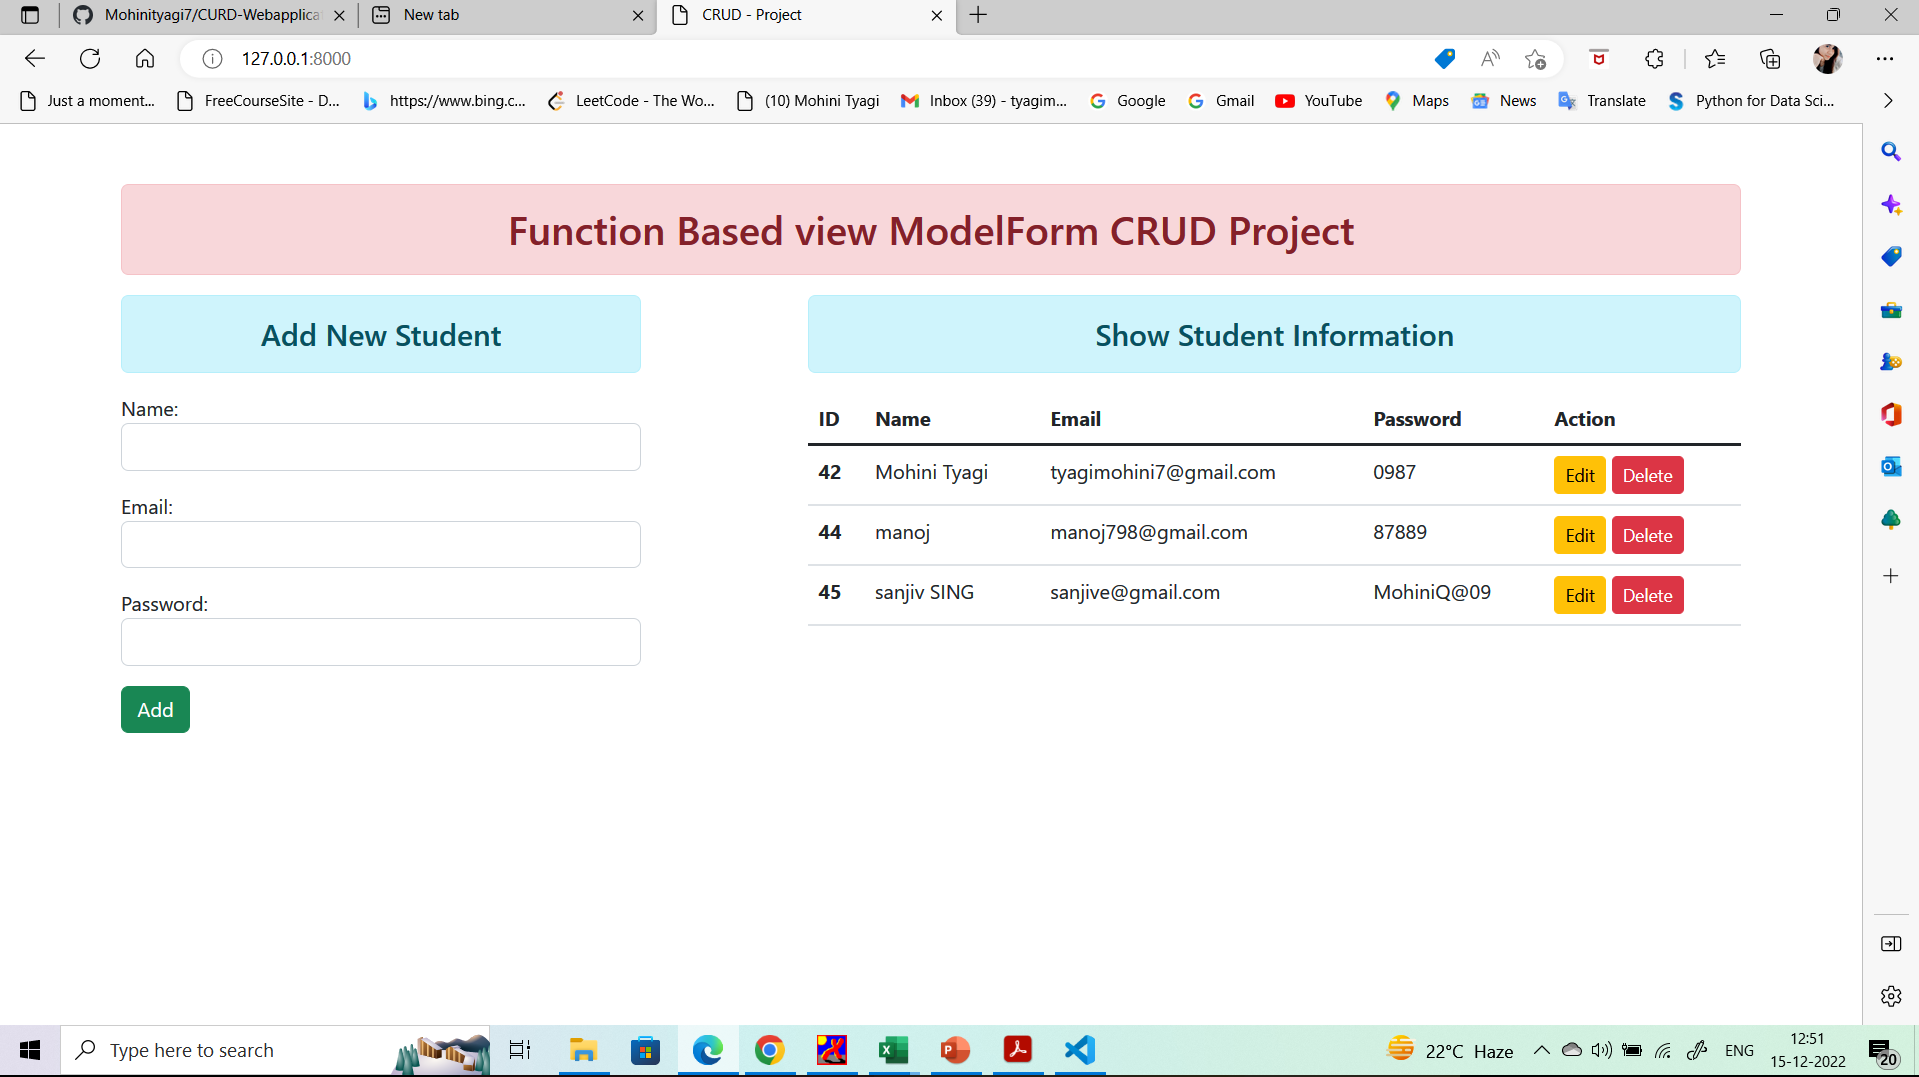 Mohinityagi7/CURD-Webapplica
New tab
CRUD - Project
127.0.0.1:8000
Just a moment...
FreeCourseSite - D...
https://www.bing.c...
LeetCode - The Wo...
(10) Mohini Tyagi
Inbox (39) - tyagim...
Google
Gmail
YouTube
Maps
News
Translate
Python for Data Sci...
Function Based view ModelForm CRUD Project
Add New Student
Name:
Email:
Password:
Add
Show Student Information
ID Name Email Password Action
42 Mohini Tyagi tyagimohini7@gmail.com 0987 Edit Delete
44 manoj manoj798@gmail.com 87889 Edit Delete
45 sanjiv SING sanjive@gmail.com MohiniQ@09 Edit Delete
Type here to search
22°C Haze
ENG
12:51
15-12-2022
20